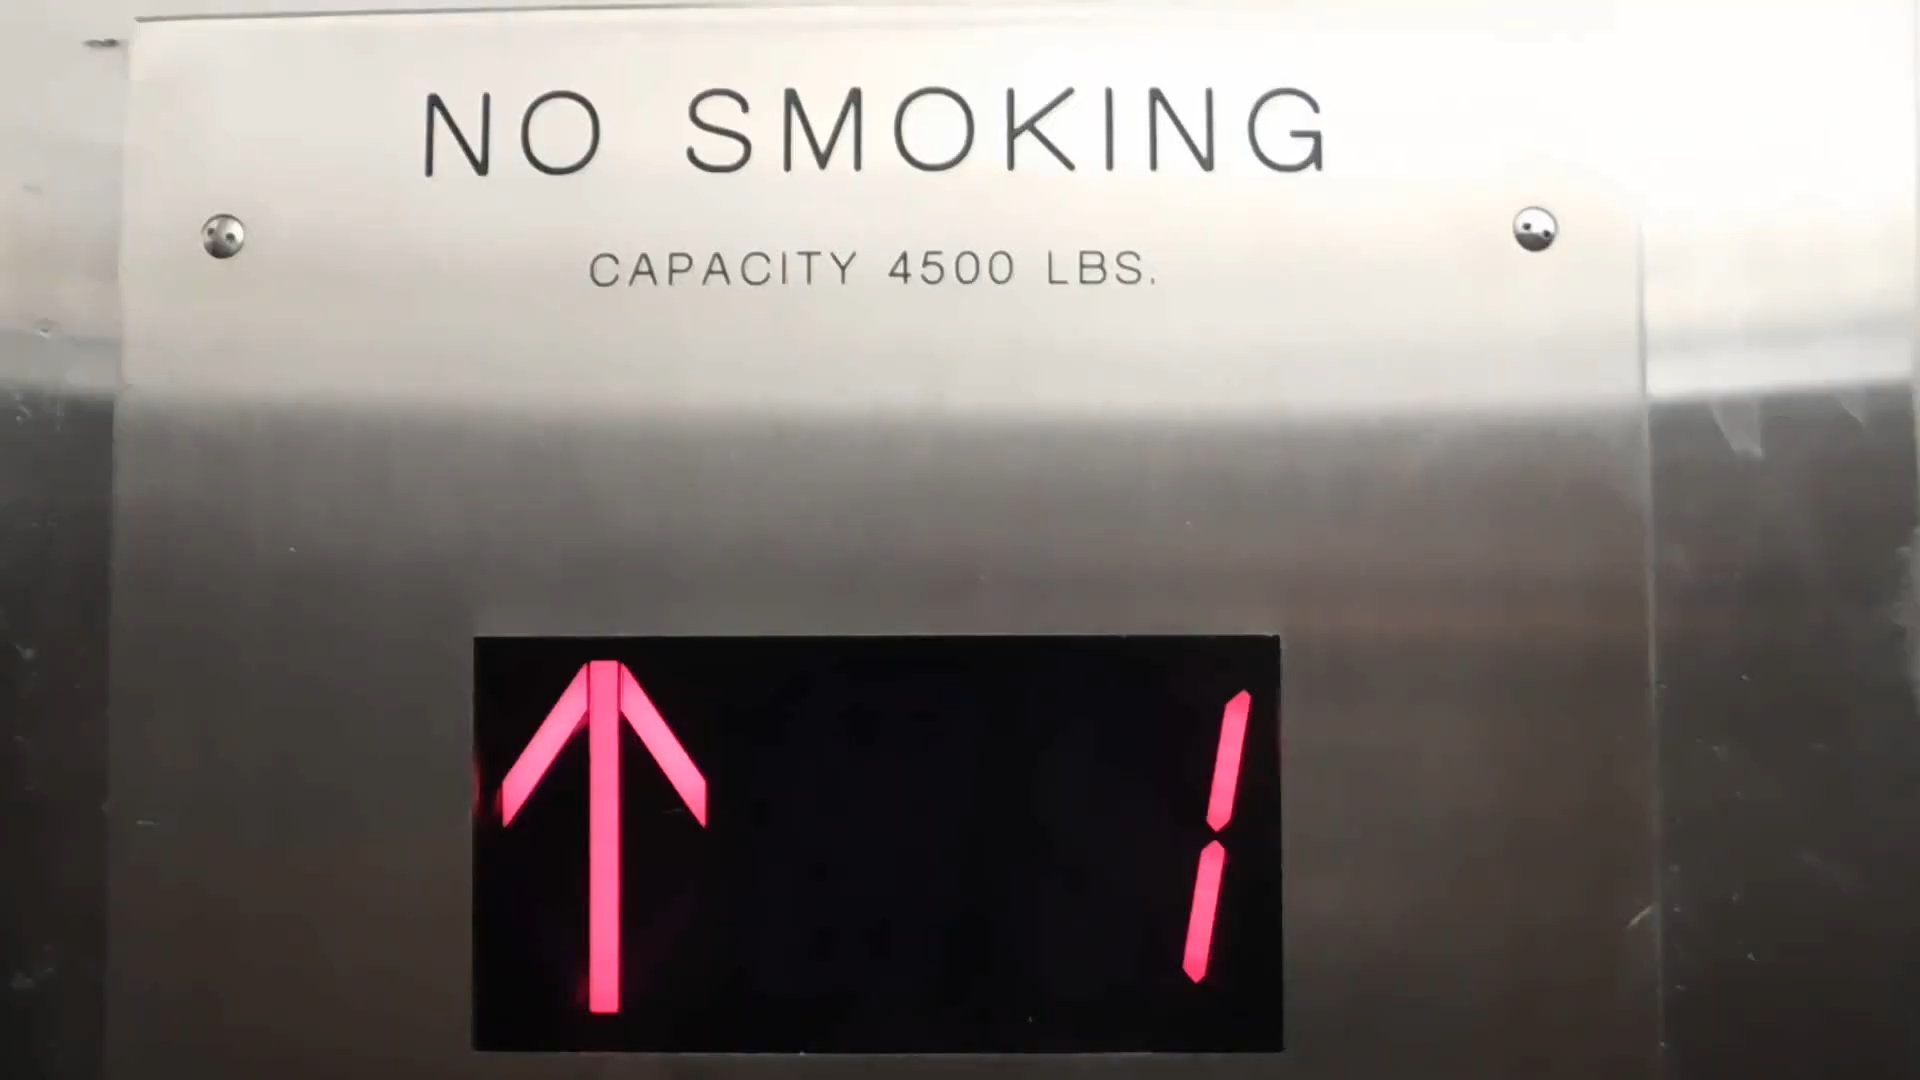 NO SMOKING
CAPACITY 4500 LBS.
↑ 1